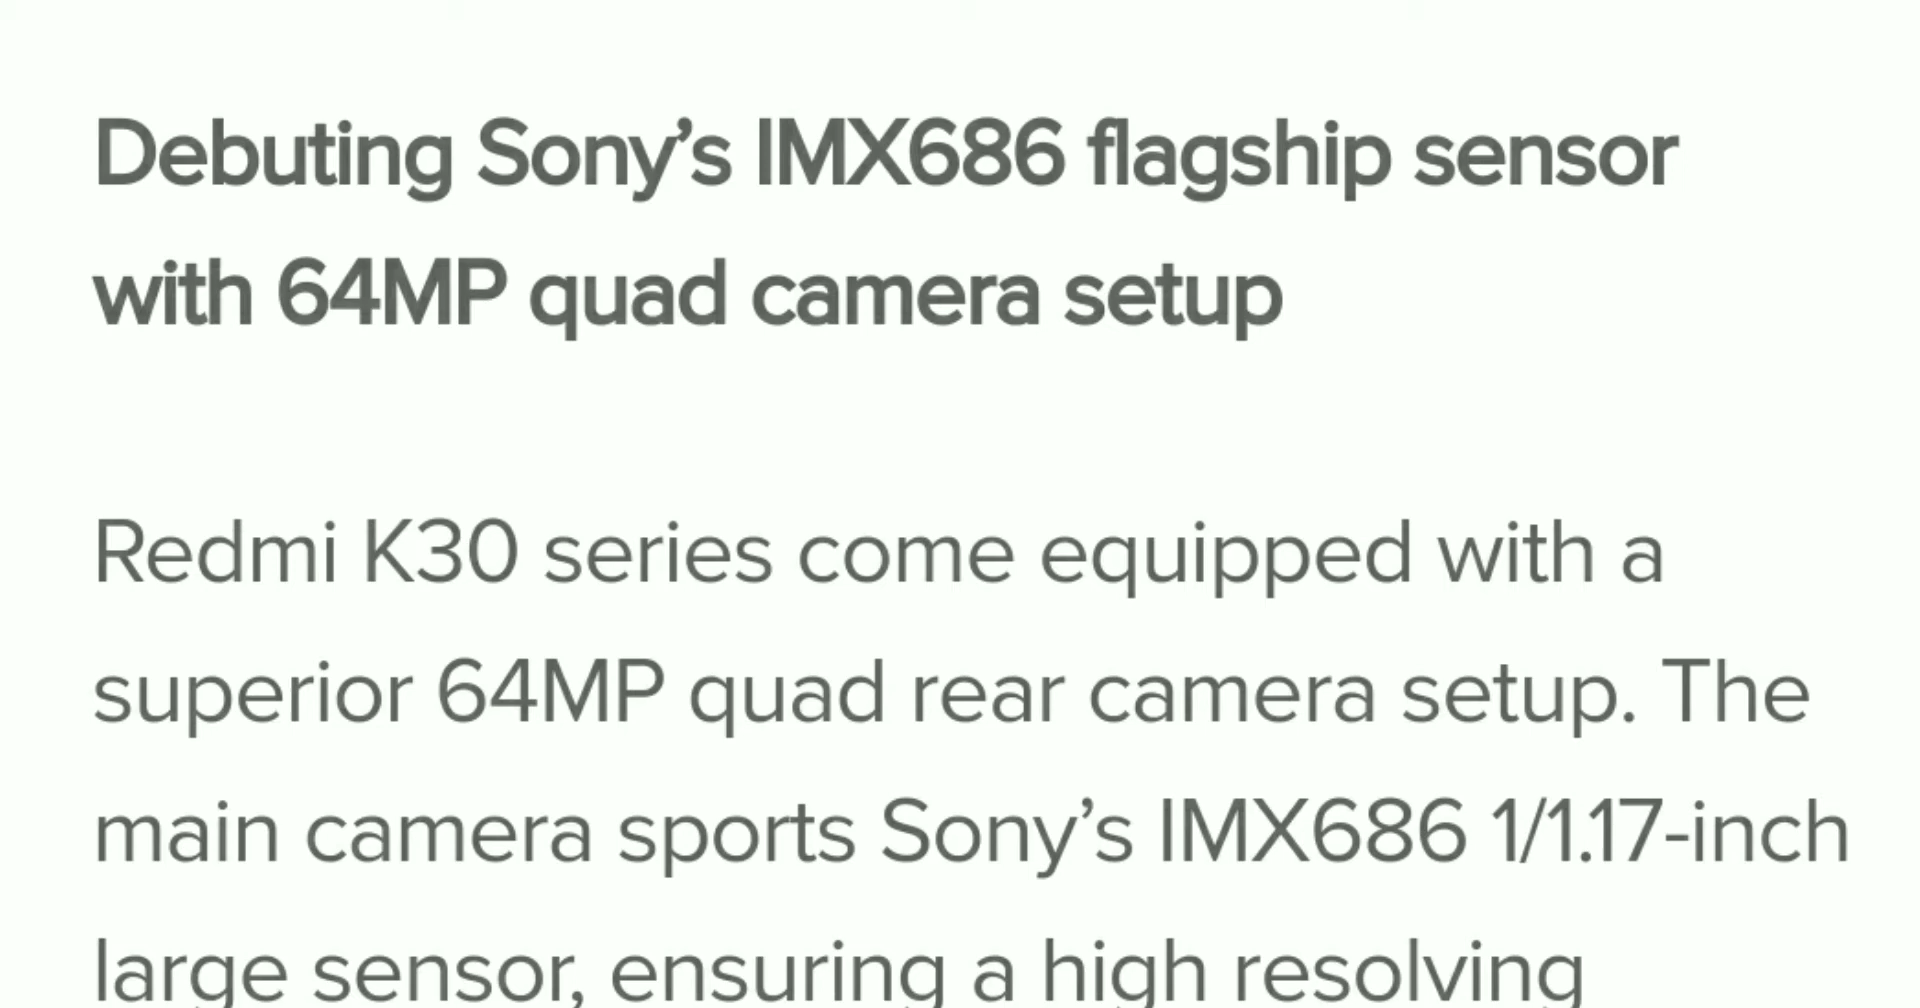 Debuting Sony’s IMX686 flagship sensor
with 64MP quad camera setup
Redmi K30 series come equipped with a
superior 64MP quad rear camera setup. The
main camera sports Sony’s IMX686 1/1.17-inch
large sensor, ensuring a high resolving